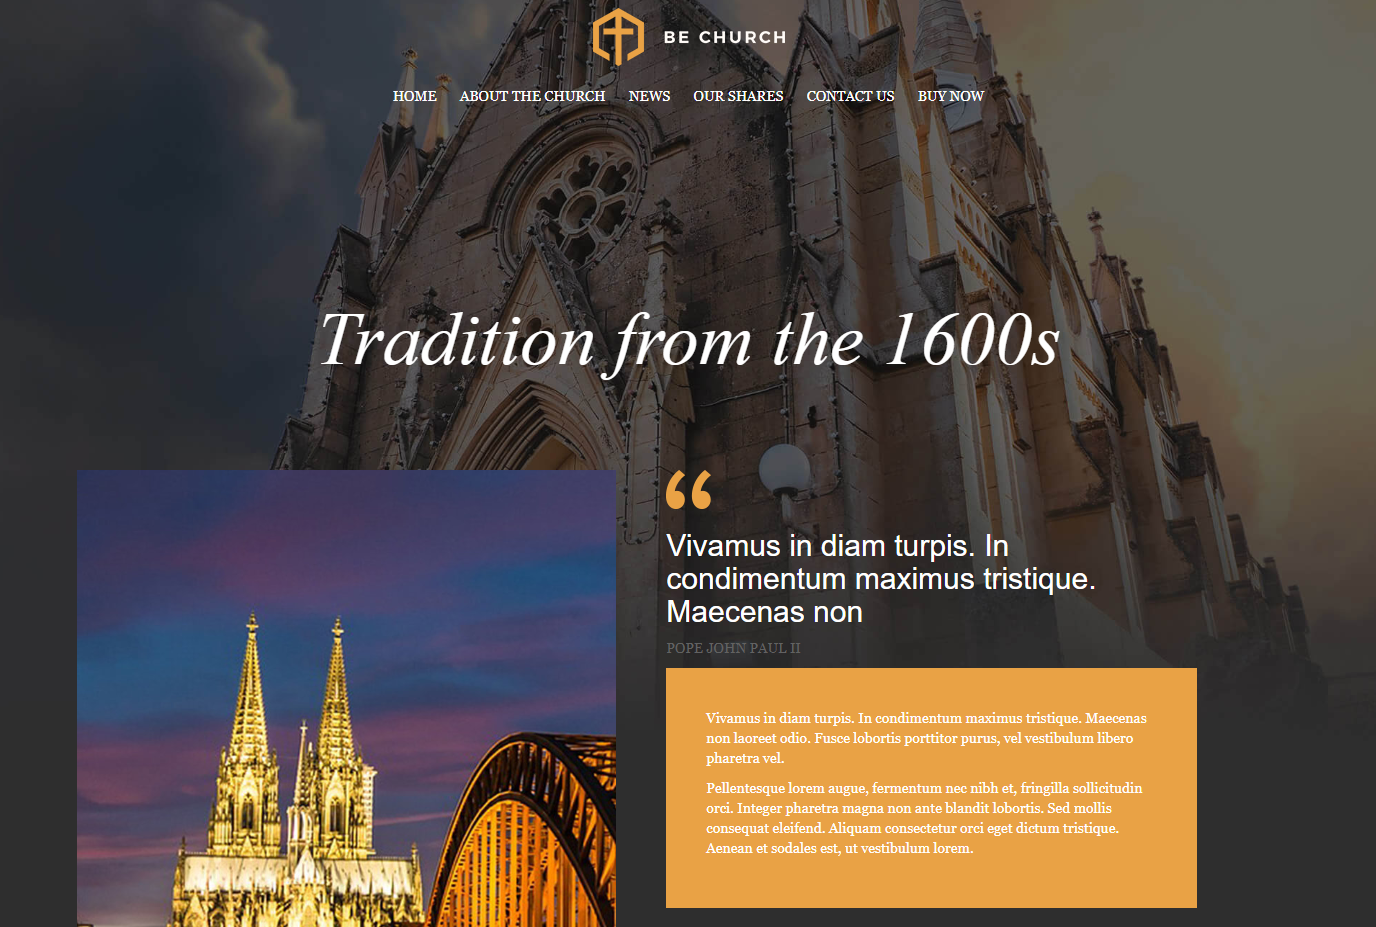 BE CHURCH
HOME ABOUT THE CHURCH NEWS OUR SHARES CONTACT US BUY NOW
Tradition from the 1600s
“
Vivamus in diam turpis. In
condimentum maximus tristique.
Maecenas non
POPE JOHN PAUL II
Vivamus in diam turpis. In condimentum maximus tristique. Maecenas
non laoreet odio. Fusce lobortis porttitor purus, vel vestibulum libero
pharetra vel.
Pellentesque lorem augue, fermentum nec nibh et, fringilla sollicitudin
orci. Integer pharetra magna non ante blandit lobortis. Sed mollis
consequat eleifend. Aliquam consectetur orci eget dictum tristique.
Aenean et sodales est, ut vestibulum lorem.